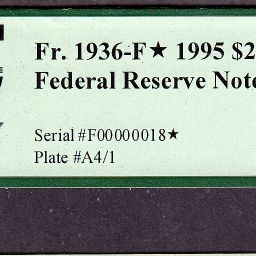 Fr. 1936-F★ 1995 $2
Federal Reserve Note
Serial #F00000018★
Plate #A4/1